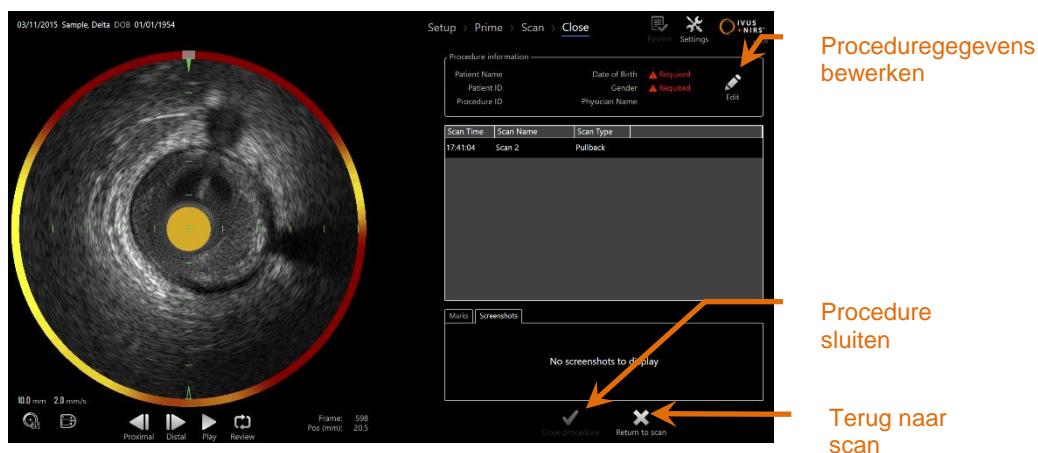 03/11/2015 Sample, Delta DOB 01/01/1954
Setup > Prime > Scan > Close
Review
Settings
IVUS
+NIRS
Procedure information
Patient Name
Date of Birth
Required
Patient ID
Gender
Required
Procedure ID
Physician Name
Edit
Scan Time
Scan Name
Scan Type
17:41:04
Scan 2
Pullback
Marks
Screenshots
No screenshots to display
10.0 mm 2.0 mm/s
Proximal
Distal
Play
Review
Frame: 598
Pos (mm): 20.5
Close procedure
Return to scan
Proceduregegevens
bewerken
Procedure
sluiten
Terug naar
scan